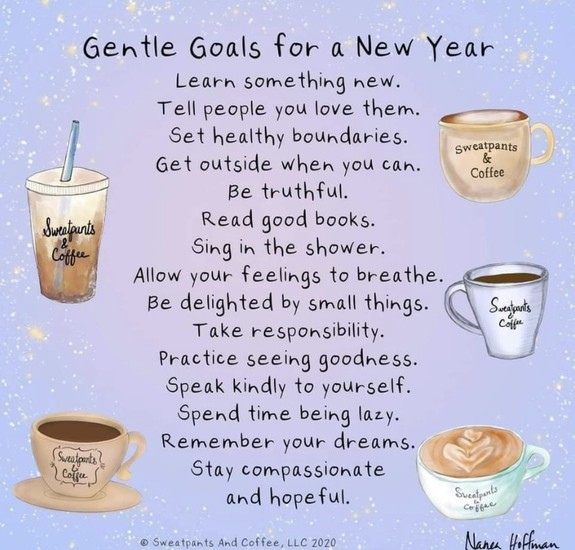 Gentle Goals for a New Year
Learn something new.
Tell people you love them.
Set healthy boundaries.
Get outside when you can.
Be truthful.
Read good books.
Sing in the shower.
Allow your feelings to breathe.
Be delighted by small things.
Take responsibility.
Practice seeing goodness.
Speak kindly to yourself.
Spend time being lazy.
Remember your dreams.
Stay compassionate
and hopeful.
Sweatpants
&
Coffee
Sweatpants
&
Coffee
Sweatpants
&
Coffee
Sweatpants
&
Coffee
Sweatpants
&
Coffee
© Sweatpants And Coffee, LLC 2020
Nanea Hoffman